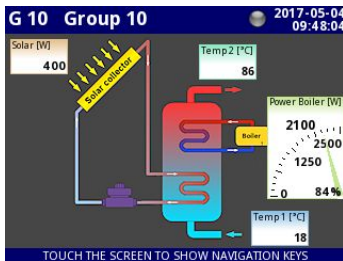 G 10 Group 10
2017-05-04
09:48:04
Solar [W]
400
Solar collector
Temp2 [°C]
86
Power Boiler [W]
2100
2500
1250
0
84%
Boiler
Temp1 [°C]
18
TOUCH THE SCREEN TO SHOW NAVIGATION KEYS